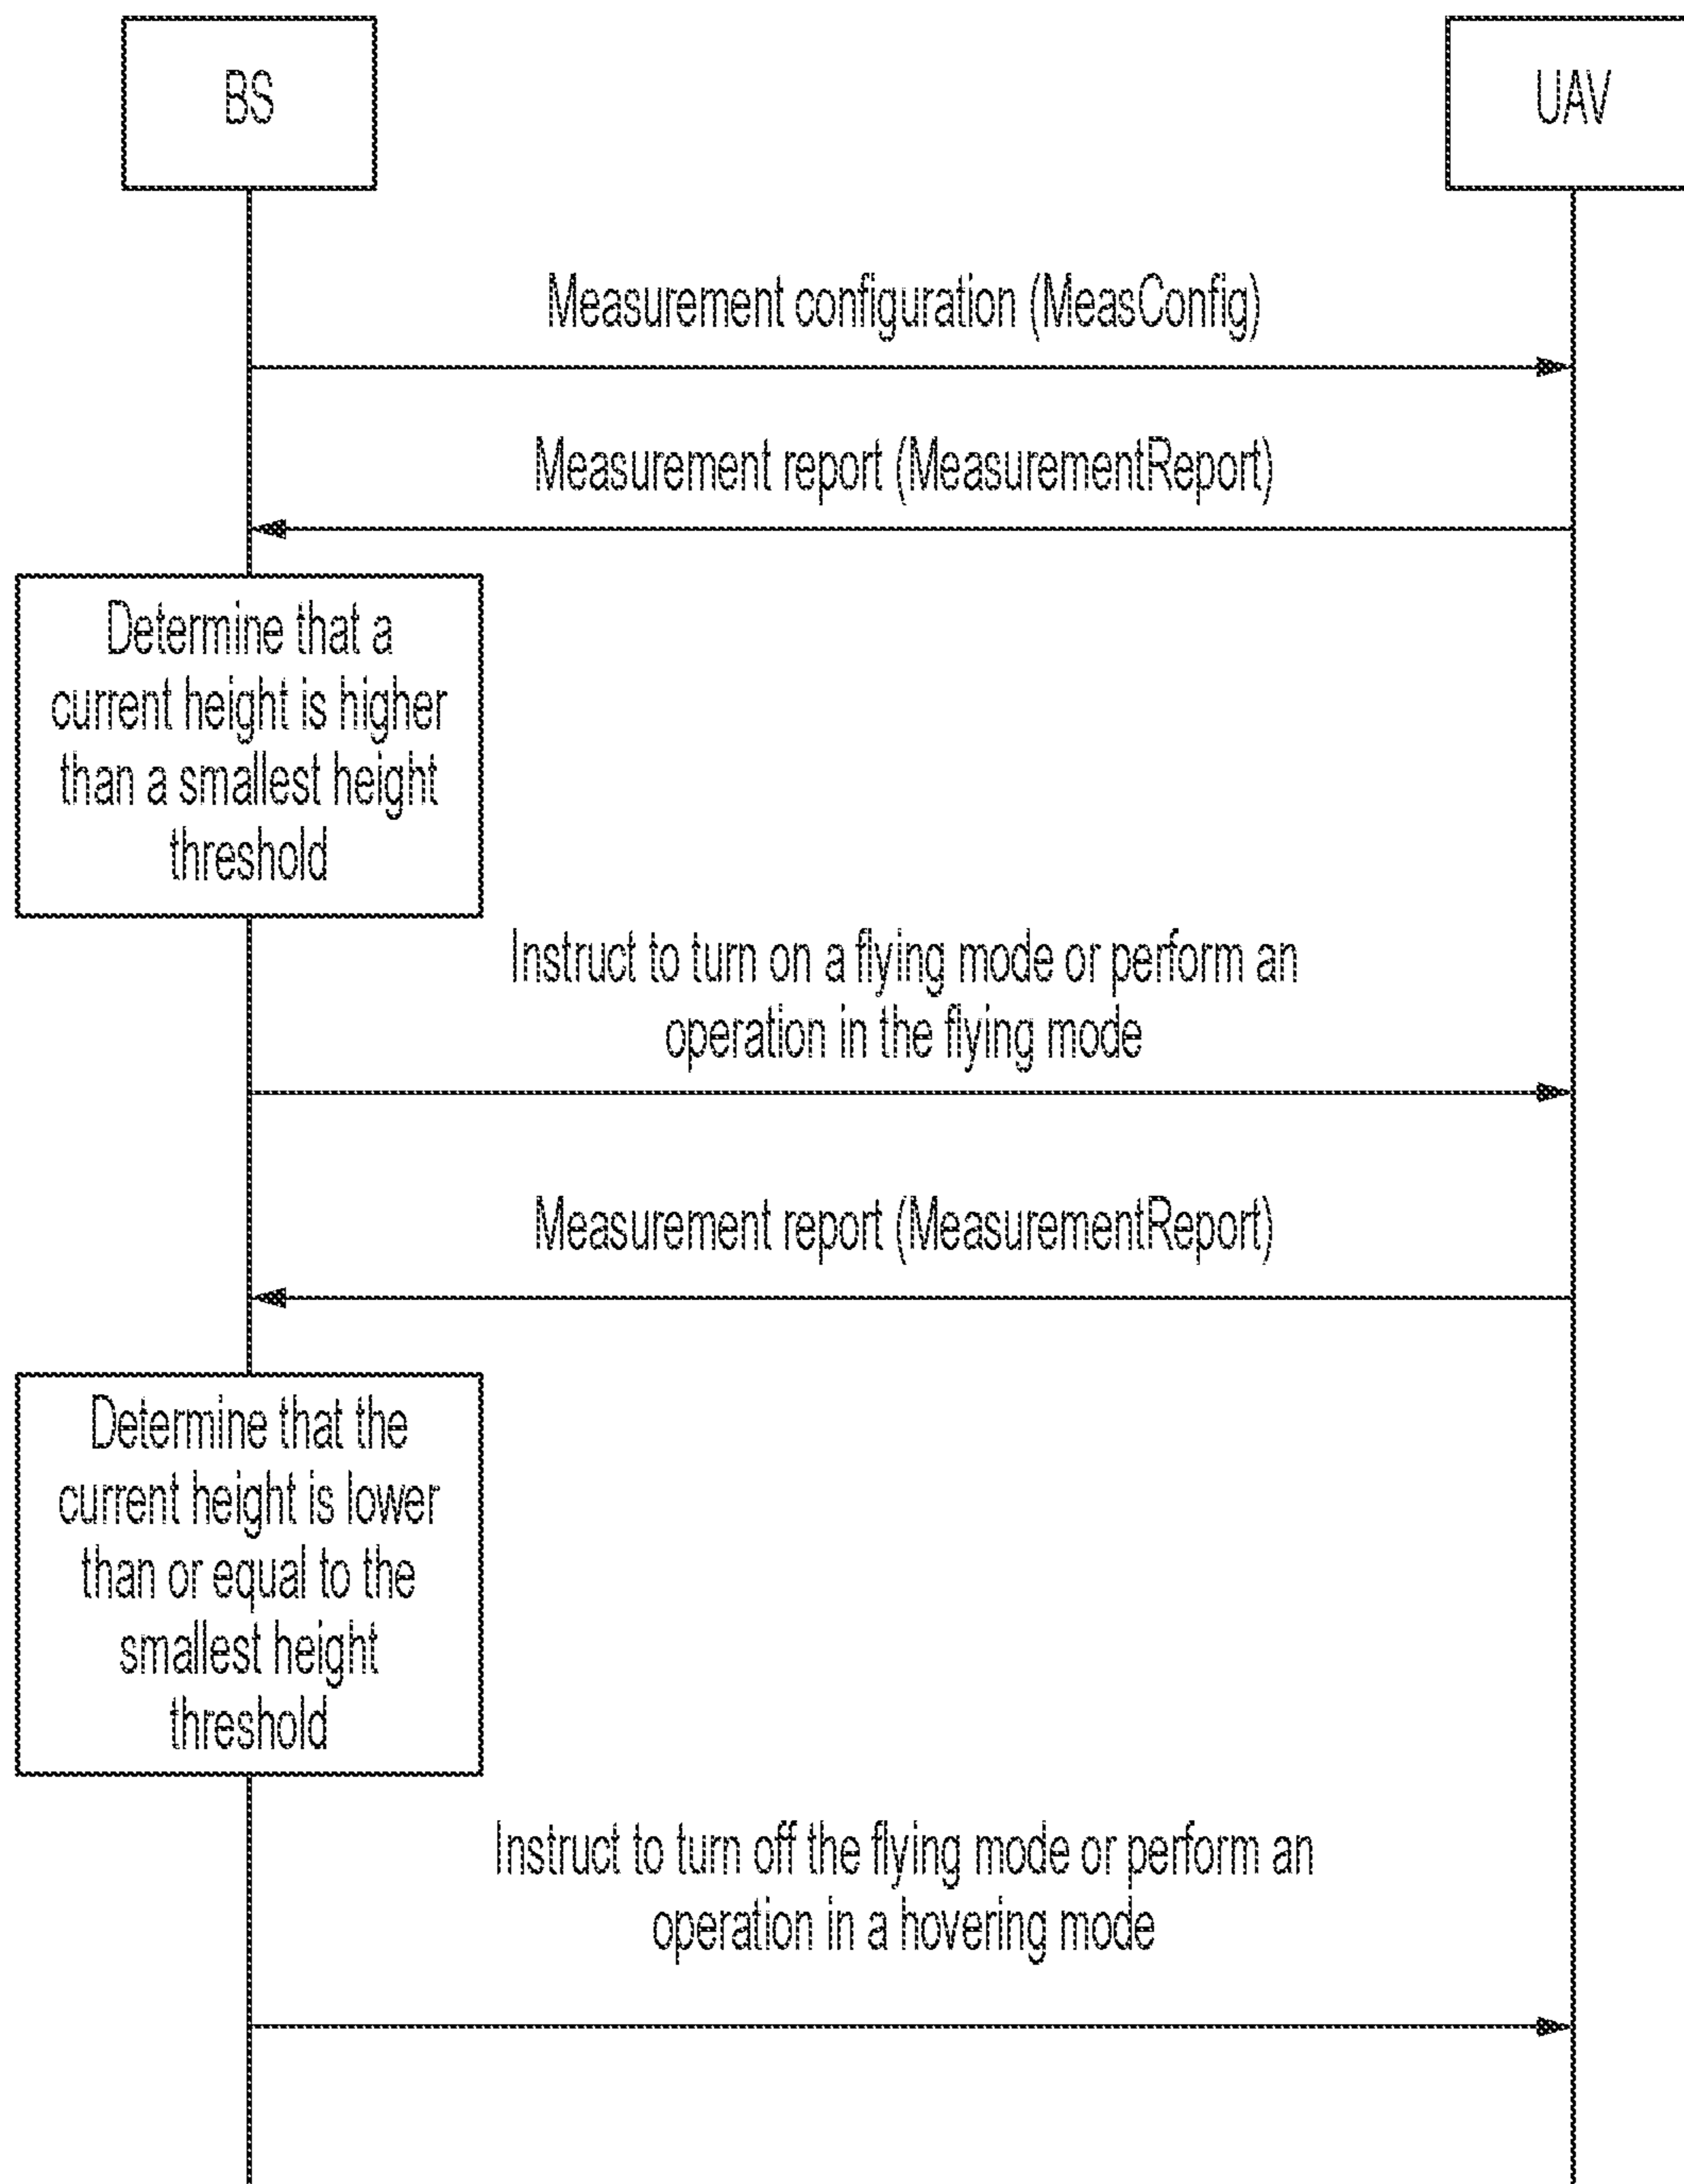 BS
UAV
Measurement configuration (MeasConfig)
Measurement report (MeasurementReport)
Determine that a
current height is higher
than a smallest height
threshold
Instruct to turn on a flying mode or perform an
operation in the flying mode
Measurement report (MeasurementReport)
Determine that the
current height is lower
than or equal to the
smallest height
threshold
Instruct to turn off the flying mode or perform an
operation in a hovering mode